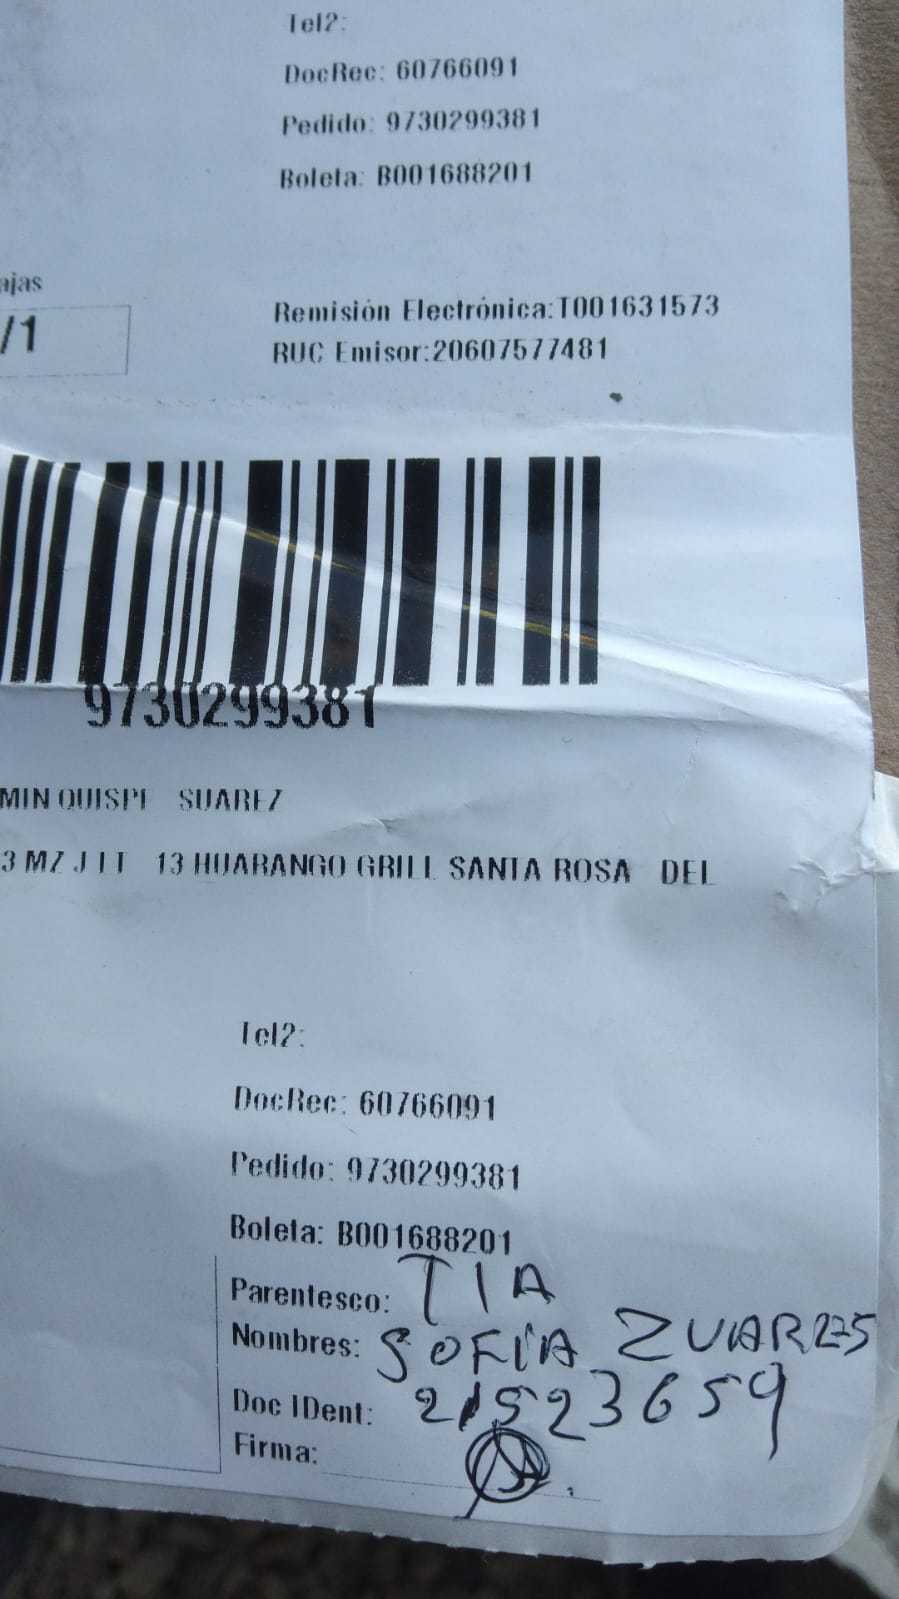 Tel2:
DocRec: 60766091
Pedido: 9730299381
Boleta: B001688201
ajas
/1
Remisión Electrónica:T001631573
RUC Emisor:20607577481
9730299381
MIN QUISPE SUAREZ
3 MZ J LT 13 HUARANGO GRILL SANTA ROSA DEL
Tel2:
DocRec: 60766091
Pedido: 9730299381
Boleta: B001688201
Parentesco: TIA
Nombres: SOFIA
Doc IDent: 21523659
Firma: